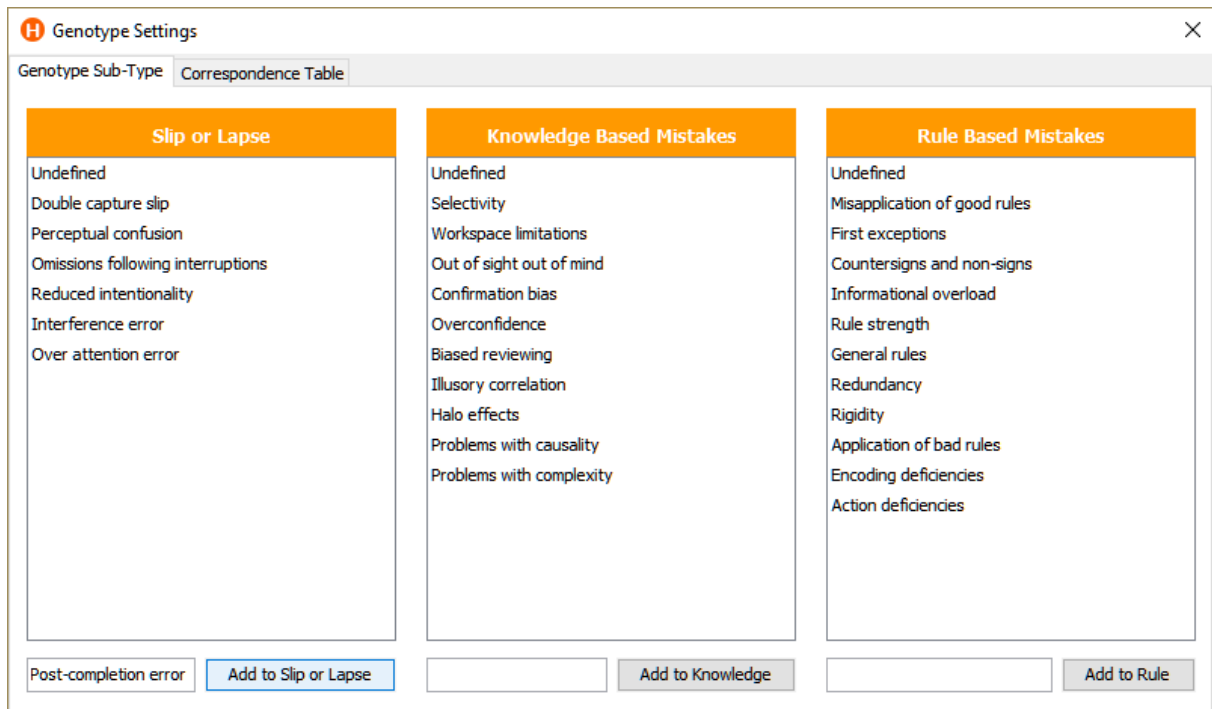 H Genotype Settings
Genotype Sub-Type Correspondence Table
Slip or Lapse
Undefined
Double capture slip
Perceptual confusion
Omissions following interruptions
Reduced intentionality
Interference error
Over attention error
Post-completion error Add to Slip or Lapse
Knowledge Based Mistakes
Undefined
Selectivity
Workspace limitations
Out of sight out of mind
Confirmation bias
Overconfidence
Biased reviewing
Illusory correlation
Halo effects
Problems with causality
Problems with complexity
Add to Knowledge
Rule Based Mistakes
Undefined
Misapplication of good rules
First exceptions
Countersigns and non-signs
Informational overload
Rule strength
General rules
Redundancy
Rigidity
Application of bad rules
Encoding deficiencies
Action deficiencies
Add to Rule